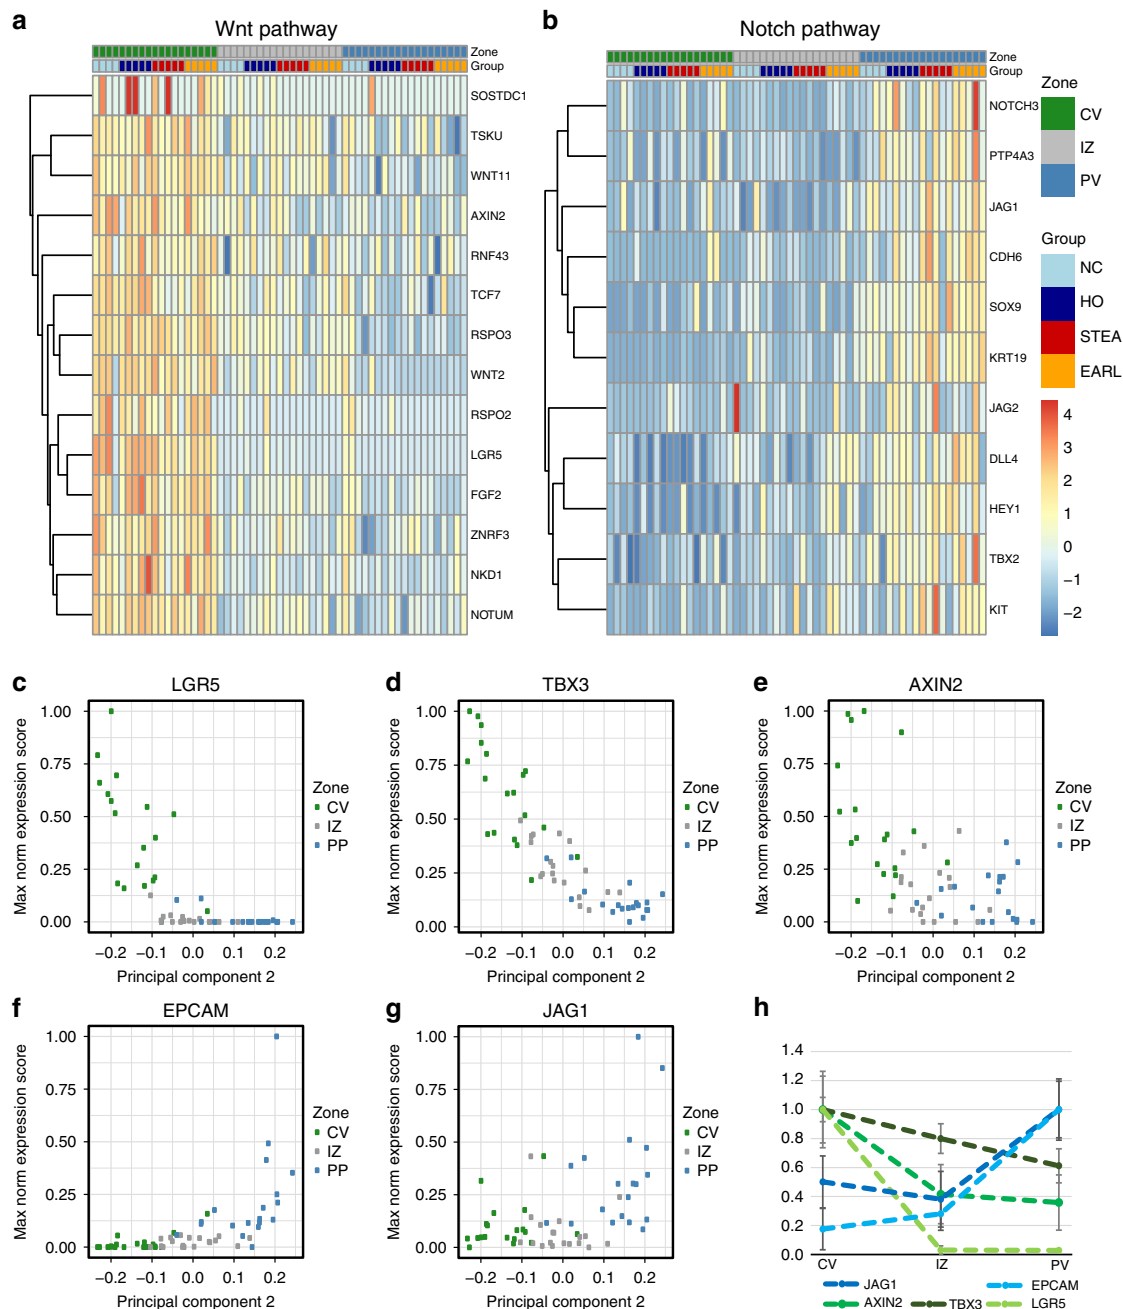 a
Wnt pathway
Zone
Group
SOSTDC1
TSKU
WNT11
AXIN2
RNF43
TCF7
RSPO3
WNT2
RSPO2
LGR5
FGF2
ZNRF3
NKD1
NOTUM
b
Notch pathway
Zone
Group
NOTCH3
PTP4A3
JAG1
CDH6
SOX9
KRT19
JAG2
DLL4
HEY1
TBX2
KIT
Zone
CV
IZ
PV
Group
NC
HO
STEA
EARL
4
3
2
1
0
−1
−2
c
LGR5
Max norm expression score
1.00
0.75
0.50
0.25
0.00
−0.2 −0.1 0.0 0.1 0.2
Principal component 2
Zone
CV
IZ
PP
d
TBX3
Max norm expression score
1.00
0.75
0.50
0.25
0.00
−0.2 −0.1 0.0 0.1 0.2
Principal component 2
Zone
CV
IZ
PP
e
AXIN2
Max norm expression score
1.00
0.75
0.50
0.25
0.00
−0.2 −0.1 0.0 0.1 0.2
Principal component 2
Zone
CV
IZ
PP
f
EPCAM
Max norm expression score
1.00
0.75
0.50
0.25
0.00
−0.2 −0.1 0.0 0.1 0.2
Principal component 2
Zone
CV
IZ
PP
g
JAG1
Max norm expression score
1.00
0.75
0.50
0.25
0.00
−0.2 −0.1 0.0 0.1 0.2
Principal component 2
Zone
CV
IZ
PP
h
1.4
1.2
1.0
0.8
0.6
0.4
0.2
0.0
CV IZ PV
JAG1 EPCAM
AXIN2 TBX3 LGR5